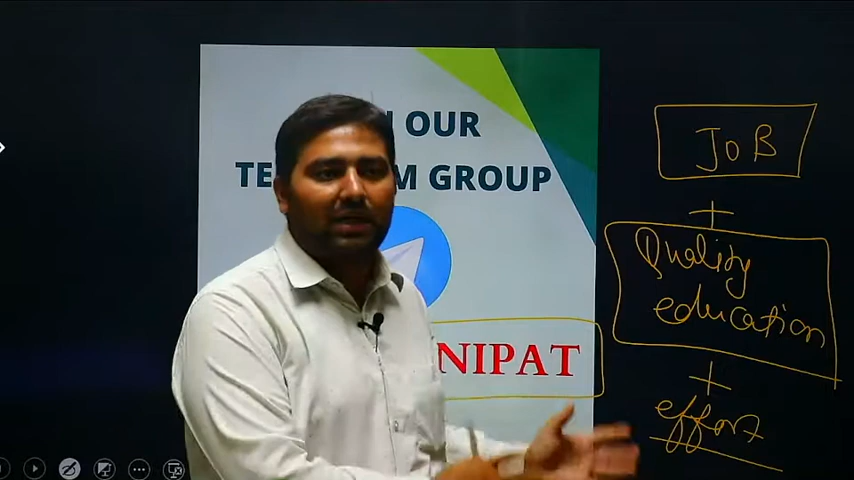 OUR
GROUP
NIPAT
JOB
+
Quality
education
+
effort